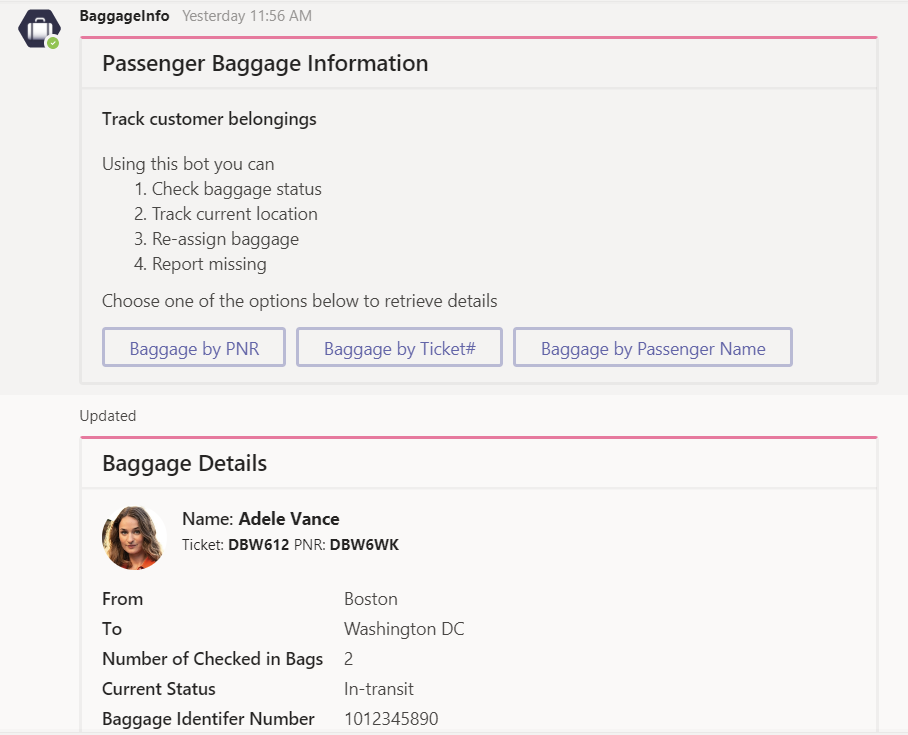 BaggageInfo Yesterday 11:56 AM
Passenger Baggage Information
Track customer belongings
Using this bot you can
1. Check baggage status
2. Track current location
3. Re-assign baggage
4. Report missing
Choose one of the options below to retrieve details
Baggage by PNR Baggage by Ticket# Baggage by Passenger Name
Updated
Baggage Details
Name: Adele Vance
Ticket: DBW612 PNR: DBW6WK
From Boston
To Washington DC
Number of Checked in Bags 2
Current Status In-transit
Baggage Identifer Number 1012345890